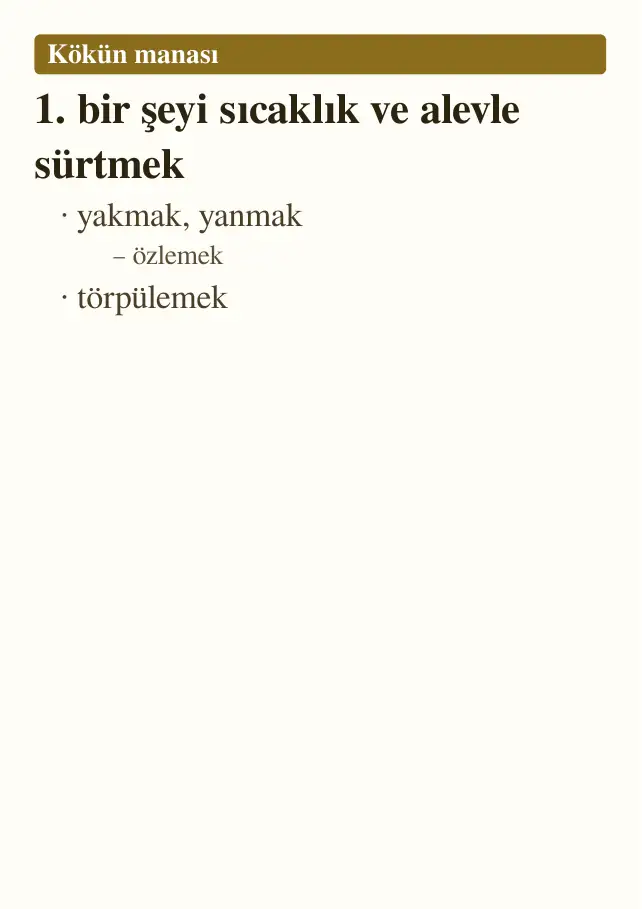 Kökün manası
1. bir şeyi sıcaklık ve alevle
sürtmek
· yakmak, yanmak
– özlemek
· törpülemek